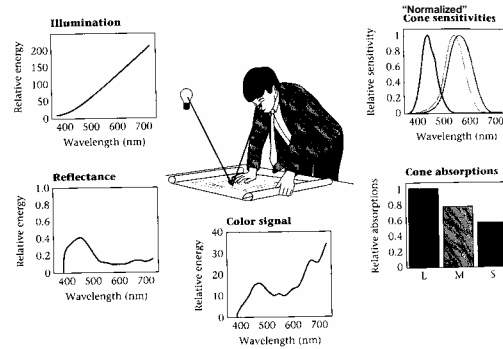 Illumination
Relative energy
200
150
100
50
0
400 500 600 700
Wavelength (nm)
Reflectance
Relative energy
1.0
0.8
0.6
0.4
0.2
0
400 500 600 700
Wavelength (nm)
Color signal
Relative energy
40
30
20
10
0
400 500 600 700
Wavelength (nm)
"Normalized"
Cone sensitivities
Relative sensitivity
1
0.8
0.6
0.4
0.2
0
400 500 600 700
Wavelength (nm)
Cone absorptions
Relative absorptions
1
0.8
0.6
0.4
0.2
0
L M S